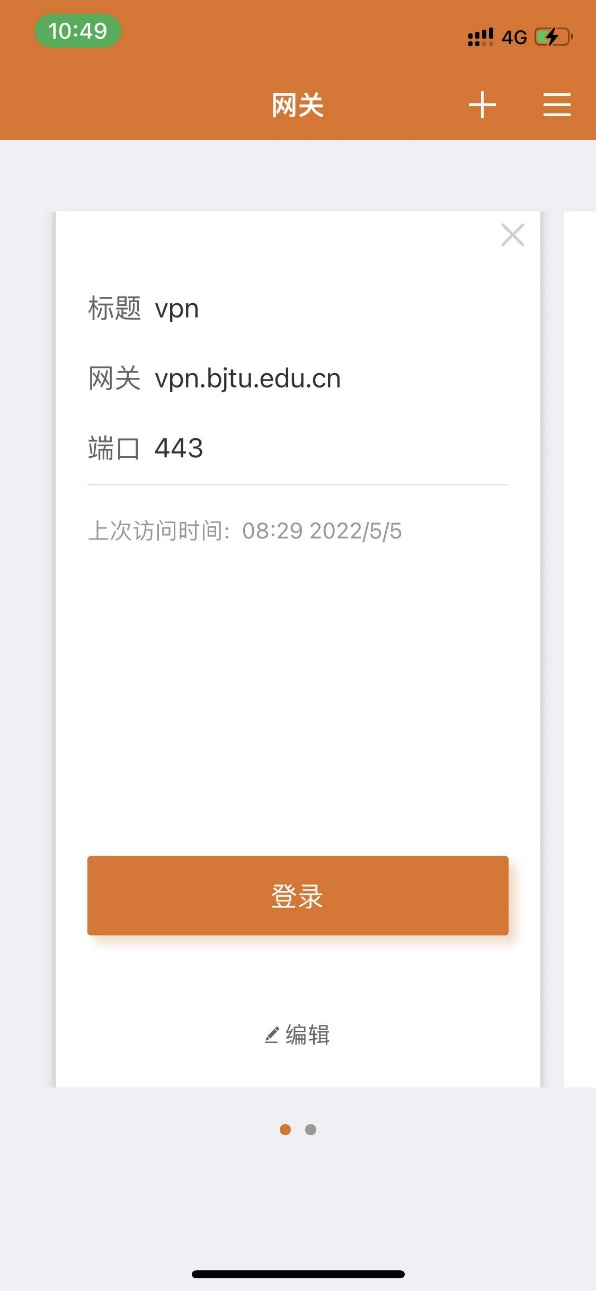 10:49
4G
网关
标题 vpn
网关 vpn.bjtu.edu.cn
端口 443
上次访问时间: 08:29 2022/5/5
登录
编辑